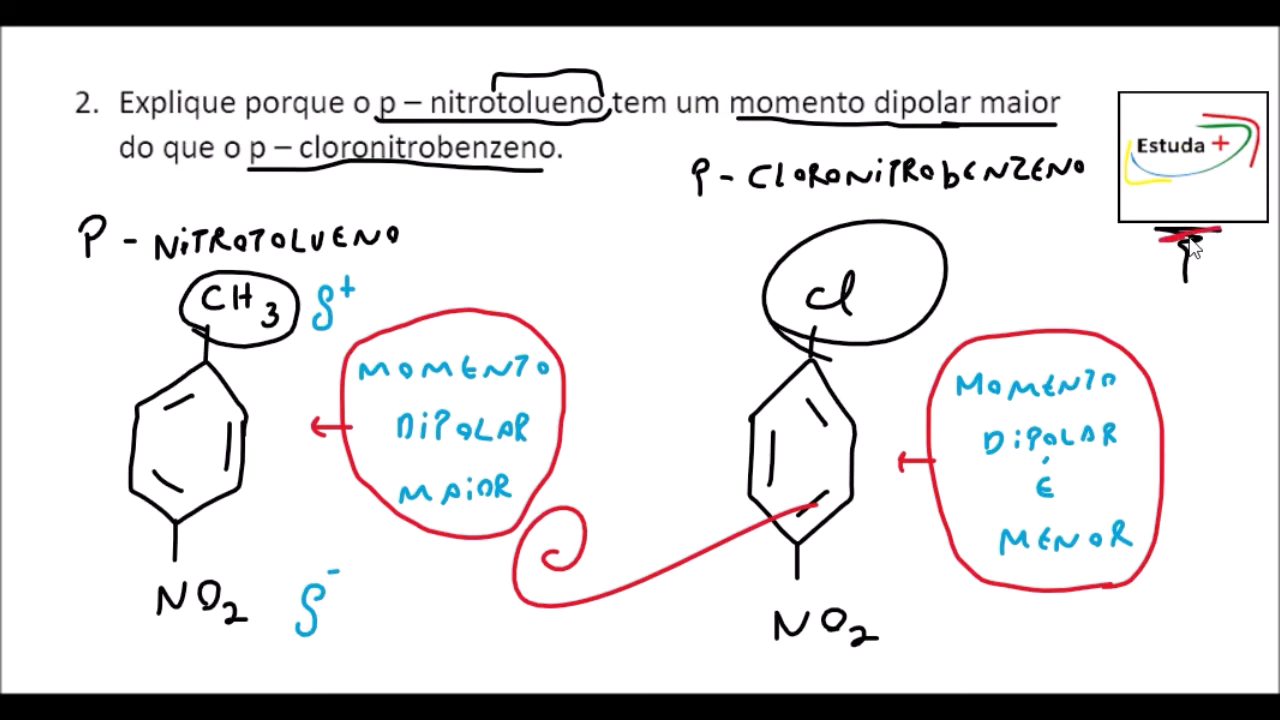 2. Explique porque o p – nitrotolueno tem um momento dipolar maior
do que o p – cloronitrobenzeno.
Estuda +
P - CLORONiTRObENZENO
P - NiTROTOLUENO
CH3 δ+
Cl
MOMENTO
DiPOLAR
MAiOR
MOMENTO
DiPOLAR
É
MENOR
NO2 δ-
NO2